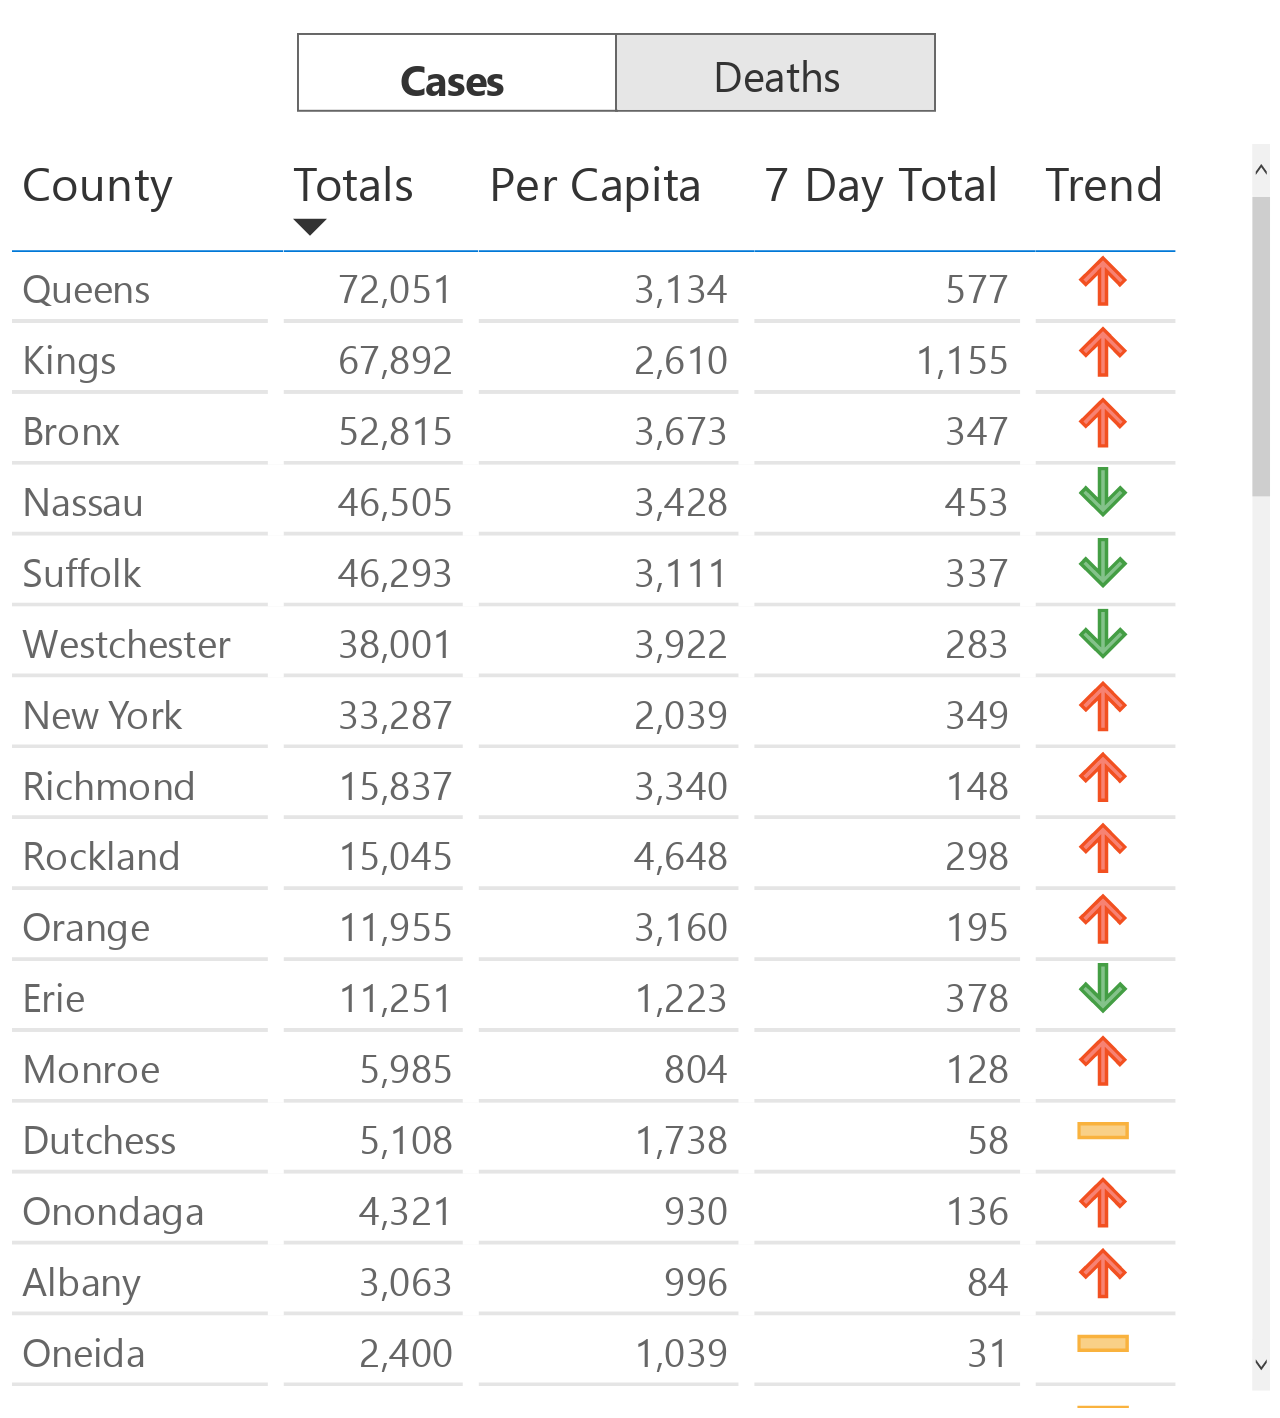 Cases Deaths
County Totals Per Capita 7 Day Total Trend
Queens 72,051 3,134 577
Kings 67,892 2,610 1,155
Bronx 52,815 3,673 347
Nassau 46,505 3,428 453
Suffolk 46,293 3,111 337
Westchester 38,001 3,922 283
New York 33,287 2,039 349
Richmond 15,837 3,340 148
Rockland 15,045 4,648 298
Orange 11,955 3,160 195
Erie 11,251 1,223 378
Monroe 5,985 804 128
Dutchess 5,108 1,738 58
Onondaga 4,321 930 136
Albany 3,063 996 84
Oneida 2,400 1,039 31